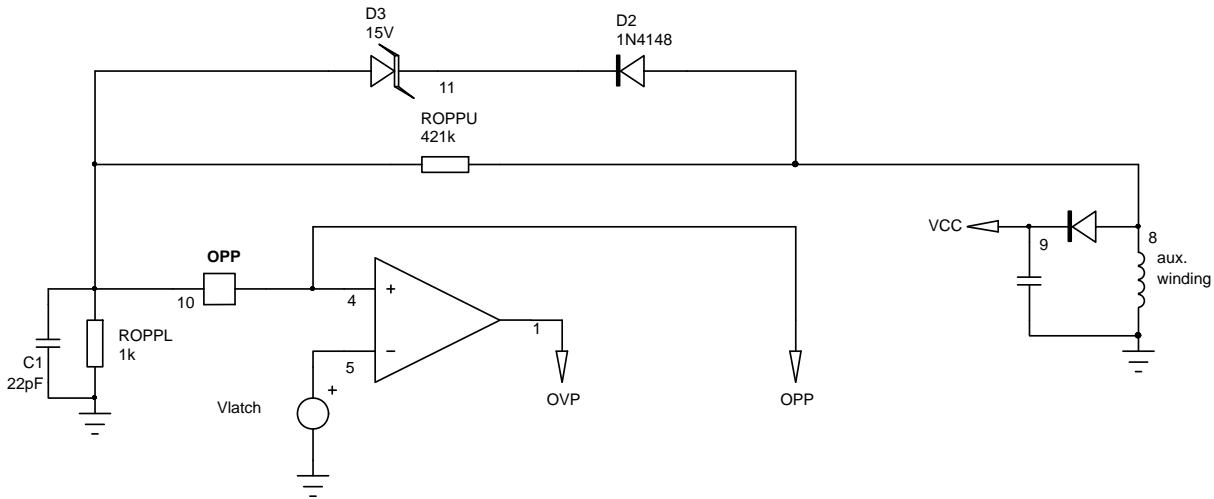 D3
15V
D2
1N4148
11
ROPPU
421k
VCC
9
8
aux.
winding
OPP
10
4
ROPPL
1k
C1
22pF
5
1
Vlatch
OVP
OPP